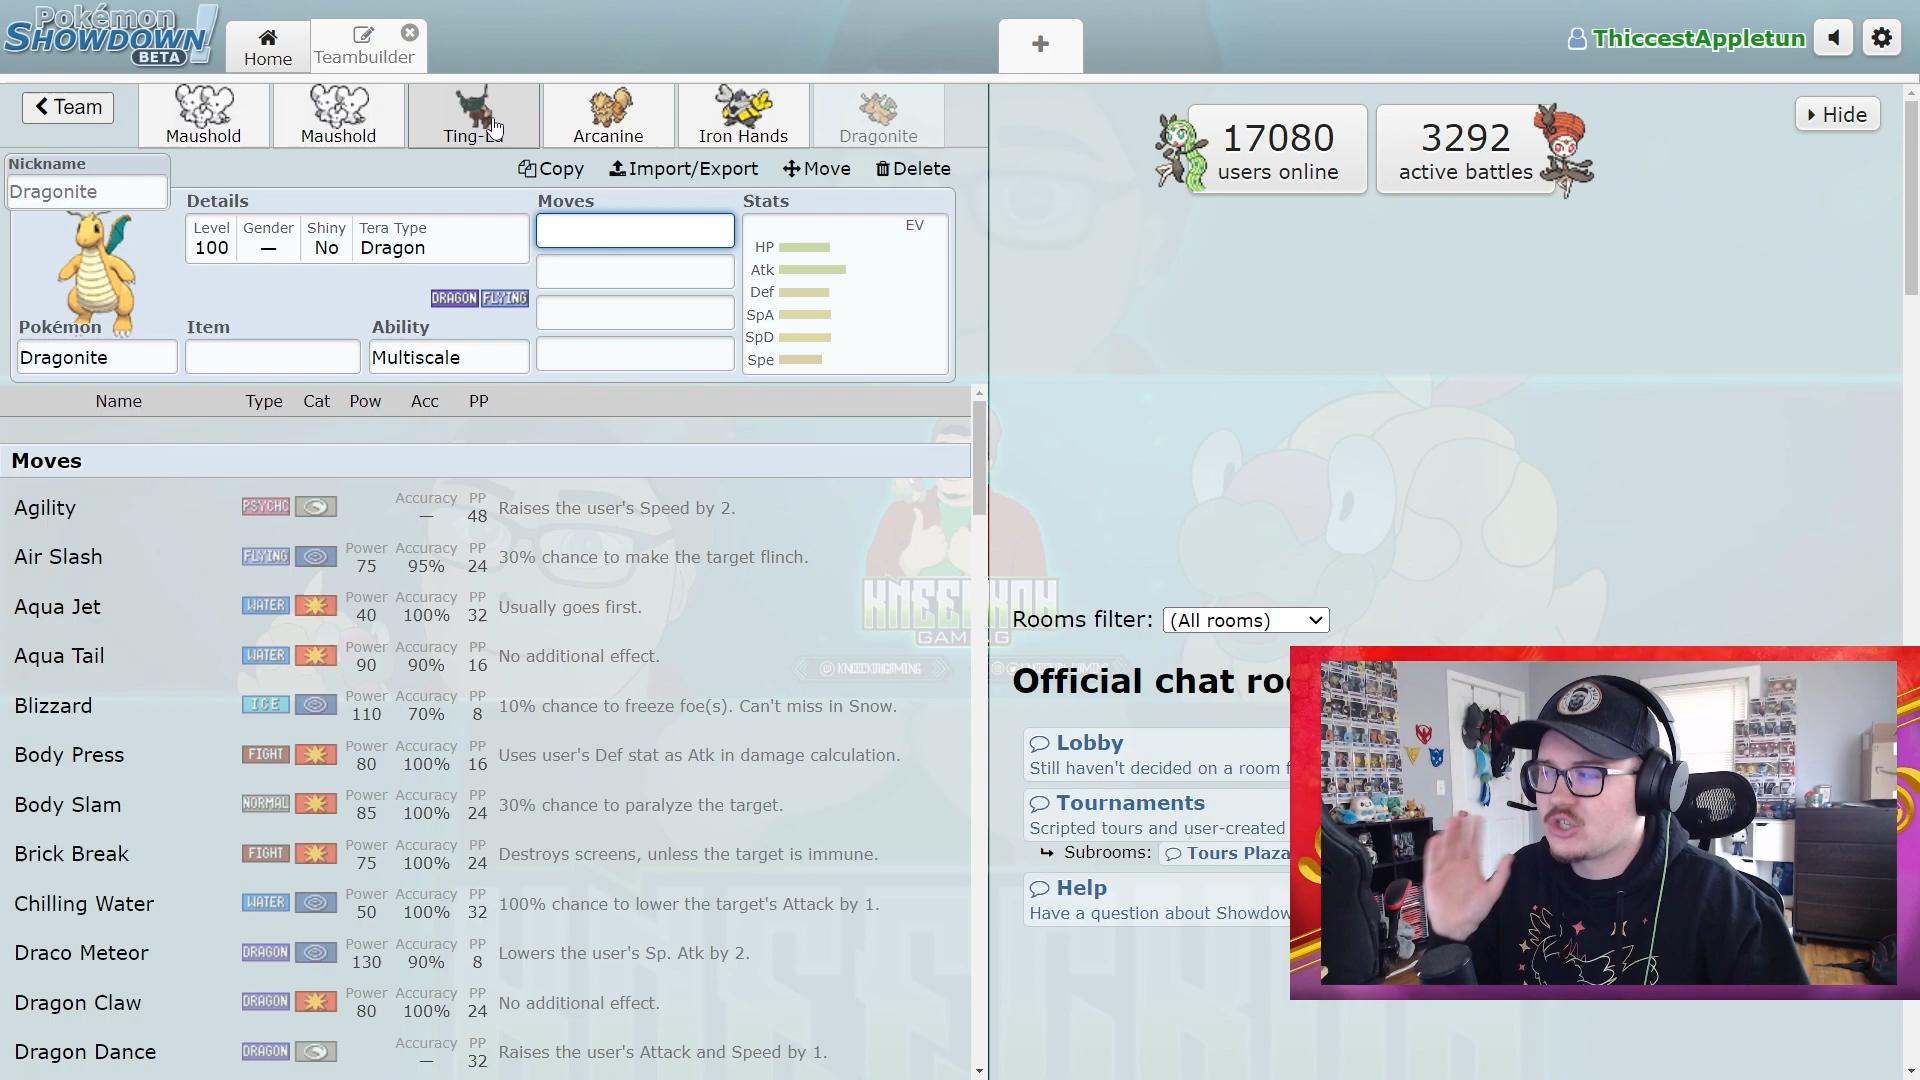 Pokémon
SHOWDOWN!
BETA
Home
Teambuilder
+
ThiccestAppletun
Team
Maushold
Maushold
Ting-Lu
Arcanine
Iron Hands
Dragonite
17080
users online
3292
active battles
Hide
Nickname
Dragonite
Copy
Import/Export
Move
Delete
Details
Moves
Stats
Level
Gender
Shiny
Tera Type
100
—
No
Dragon
EV
HP
Atk
Def
SpA
SpD
Spe
DRAGON FLYING
Pokémon
Item
Ability
Dragonite
Multiscale
Name Type Cat Pow Acc PP
Moves
Agility PSYCHC Accuracy — PP 48 Raises the user's Speed by 2.
Air Slash FLYING Power 75 Accuracy 95% PP 24 30% chance to make the target flinch.
Aqua Jet WATER Power 40 Accuracy 100% PP 32 Usually goes first.
Aqua Tail WATER Power 90 Accuracy 90% PP 16 No additional effect.
Blizzard ICE Power 110 Accuracy 70% PP 8 10% chance to freeze foe(s). Can't miss in Snow.
Body Press FIGHT Power 80 Accuracy 100% PP 16 Uses user's Def stat as Atk in damage calculation.
Body Slam NORMAL Power 85 Accuracy 100% PP 24 30% chance to paralyze the target.
Brick Break FIGHT Power 75 Accuracy 100% PP 24 Destroys screens, unless the target is immune.
Chilling Water WATER Power 50 Accuracy 100% PP 32 100% chance to lower the target's Attack by 1.
Draco Meteor DRAGON Power 130 Accuracy 90% PP 8 Lowers the user's Sp. Atk by 2.
Dragon Claw DRAGON Power 80 Accuracy 100% PP 24 No additional effect.
Dragon Dance DRAGON Accuracy — PP 32 Raises the user's Attack and Speed by 1.
GAMING
Rooms filter: (All rooms)
Official chat roo
Lobby
Still haven't decided on a room f
Tournaments
Scripted tours and user-created
Subrooms: Tours Plaza
Help
Have a question about Showdow